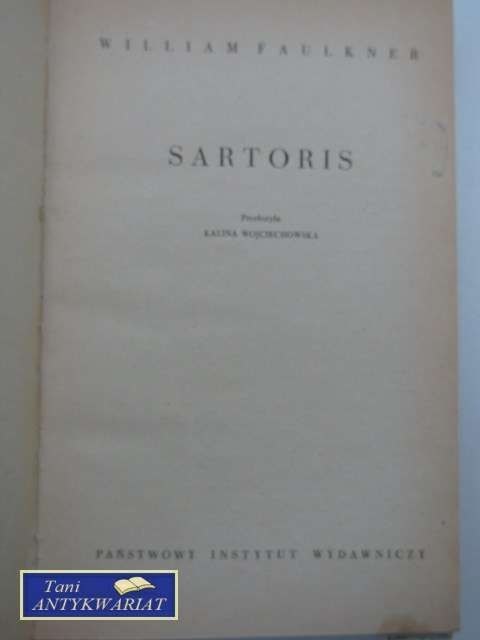 WILLIAM FAULKNER
SARTORIS
Przełożyła
KALINA WOJCIECHOWSKA
PAŃSTWOWY INSTYTUT WYDAWNICZY
Tani
ANTYKWARIAT